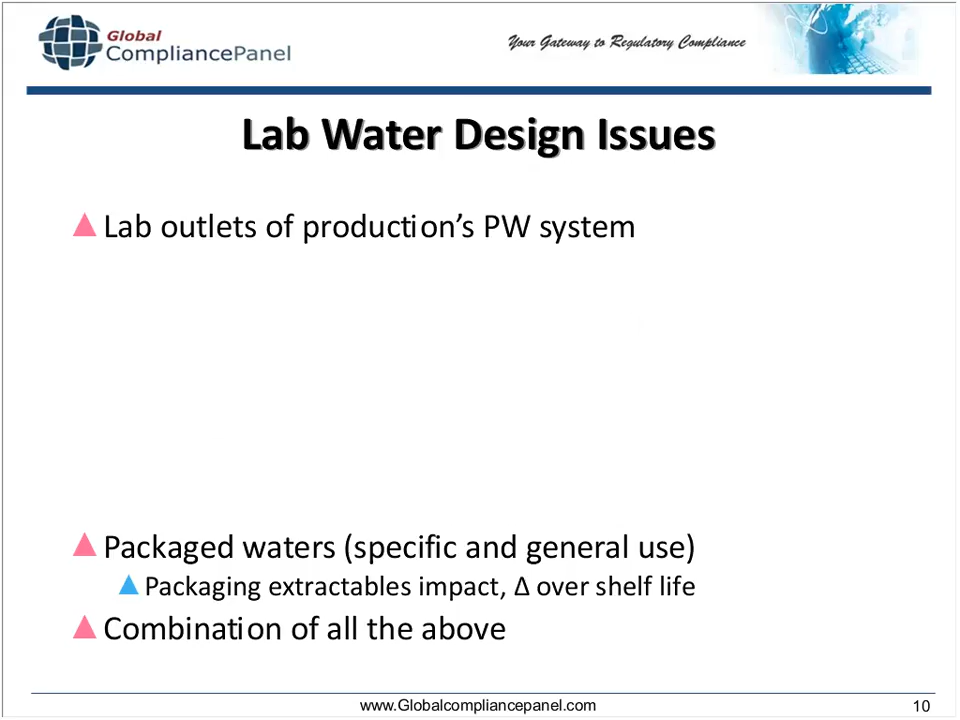 Global
CompliancePanel
Your Gateway to Regulatory Compliance
Lab Water Design Issues
Lab outlets of production’s PW system
Packaged waters (specific and general use)
Packaging extractables impact, Δ over shelf life
Combination of all the above
www.Globalcompliancepanel.com
10